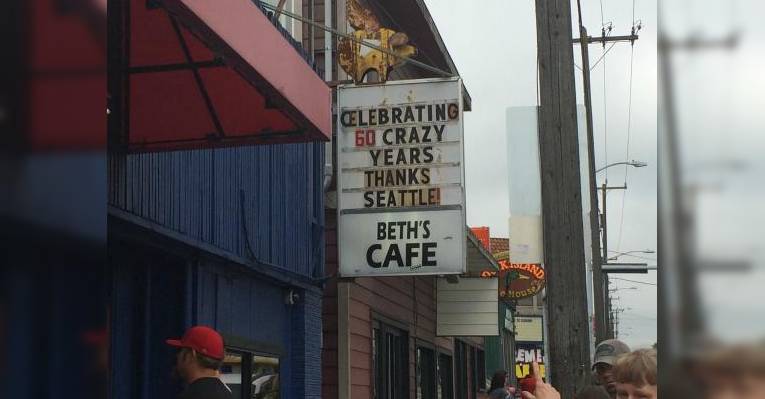 CELEBRATING
60 CRAZY
YEARS
THANKS
SEATTLE!
BETH'S
CAFE